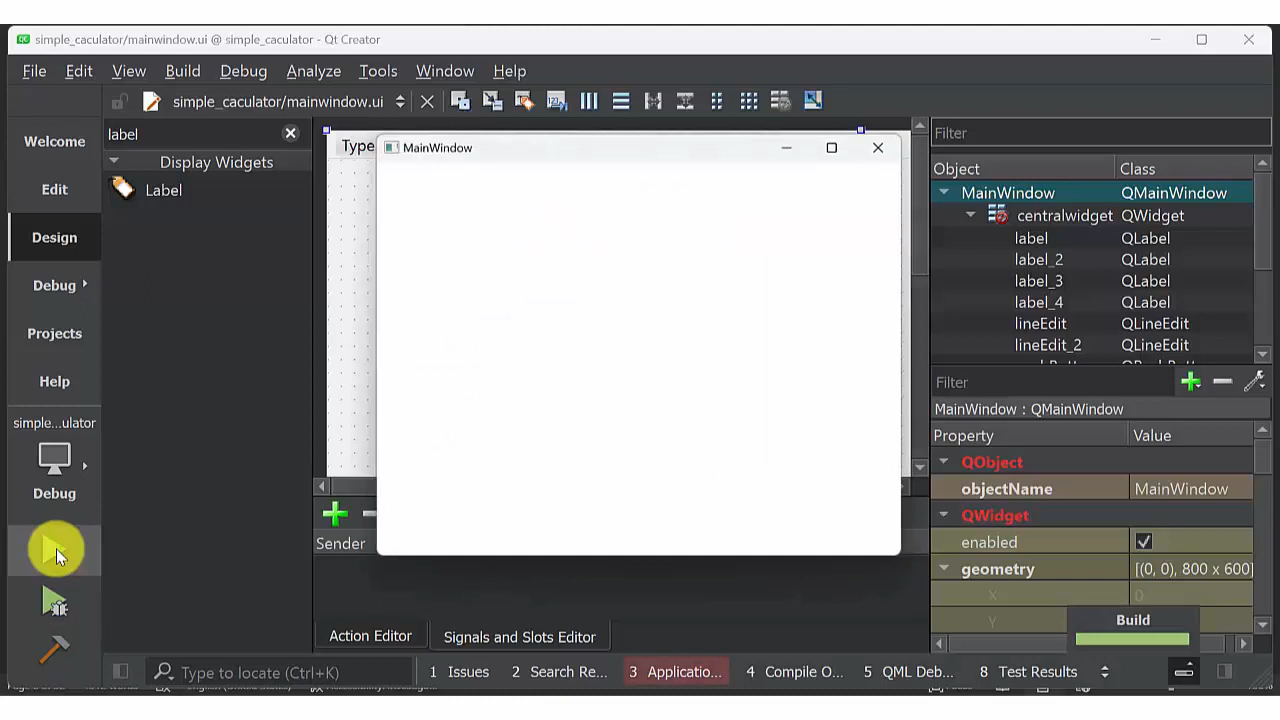 simple_caculator/mainwindow.ui @ simple_caculator - Qt Creator
File Edit View Build Debug Analyze Tools Window Help
simple_caculator/mainwindow.ui
Filter
Welcome
Edit
Design
Debug
Projects
Help
simple...ulator
Debug
label
Display Widgets
Label
Type
MainWindow
Sender
Action Editor
Signals and Slots Editor
Object Class
MainWindow QMainWindow
centralwidget QWidget
label QLabel
label_2 QLabel
label_3 QLabel
label_4 QLabel
lineEdit QLineEdit
lineEdit_2 QLineEdit
Filter
MainWindow : QMainWindow
Property Value
QObject
objectName MainWindow
QWidget
enabled
geometry [(0, 0), 800 x 600]
X 0
Y
Build
Type to locate (Ctrl+K)
1 Issues 2 Search Re... 3 Applicatio... 4 Compile O... 5 QML Deb... 8 Test Results